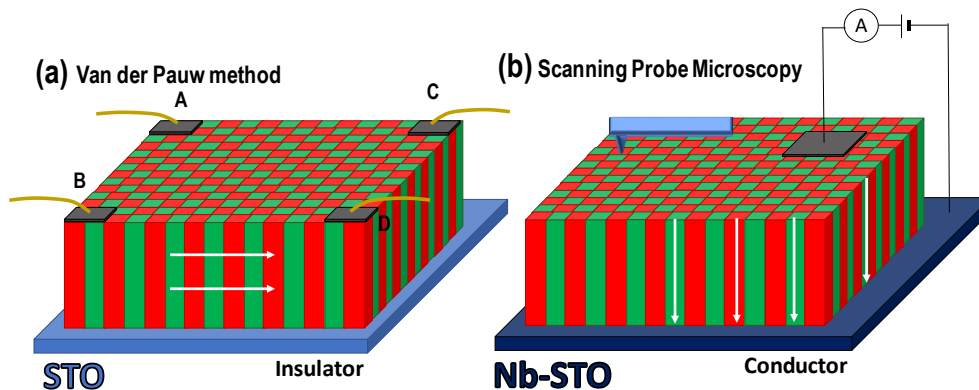 (a) Van der Pauw method
A
C
B
D
STO
Insulator
A
(b) Scanning Probe Microscopy
Nb-STO
Conductor